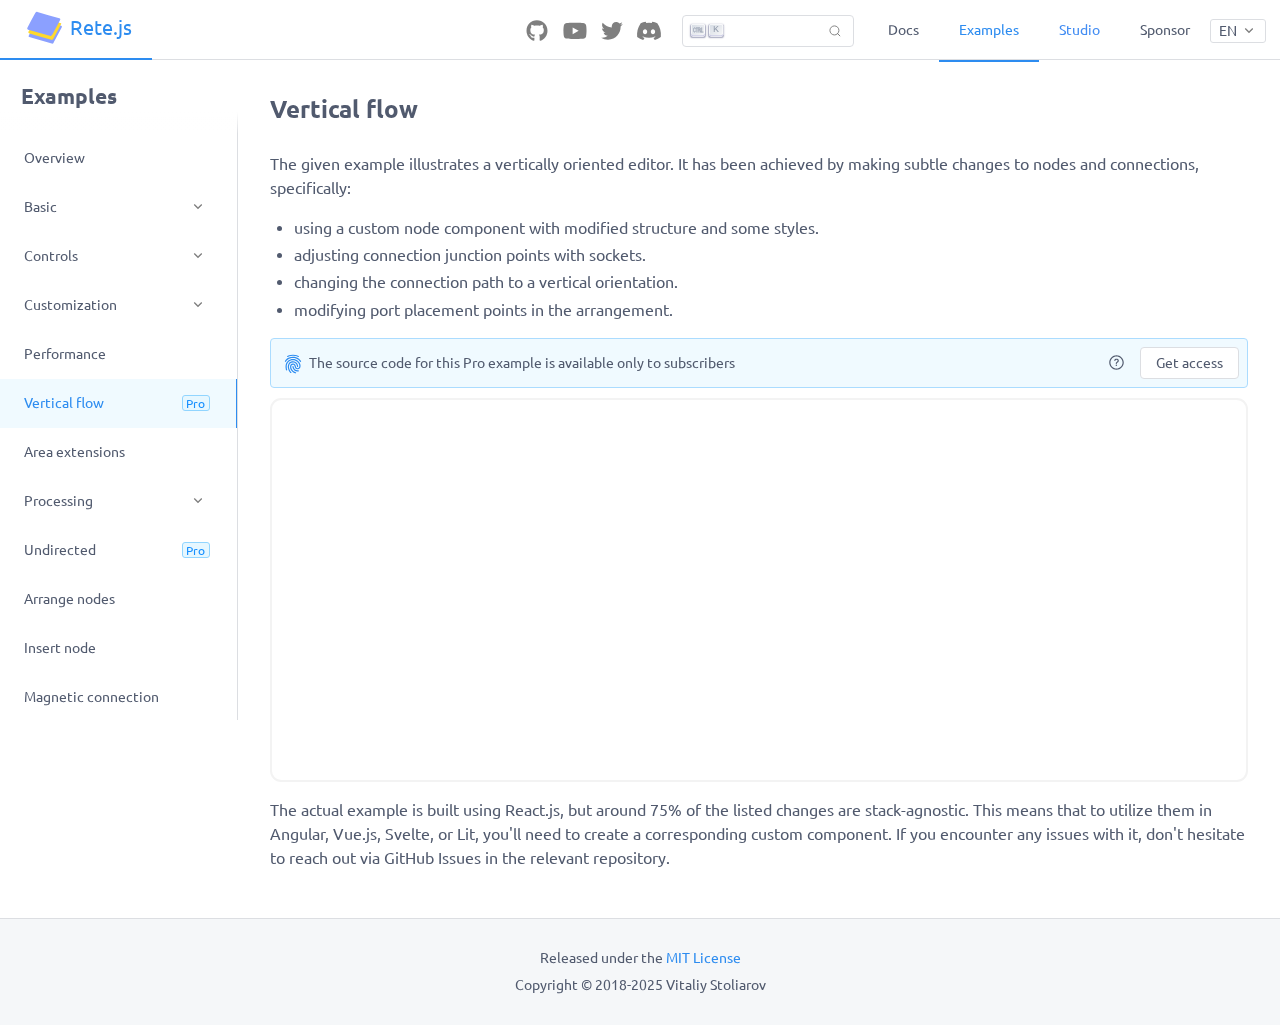 Rete.js
K
Docs
Examples
Studio
Sponsor
EN
Examples
Overview
Basic
Controls
Customization
Performance
Vertical flow
Pro
Area extensions
Processing
Undirected
Pro
Arrange nodes
Insert node
Magnetic connection
Vertical flow
The given example illustrates a vertically oriented editor. It has been achieved by making subtle changes to nodes and connections,
specifically:
using a custom node component with modified structure and some styles.
adjusting connection junction points with sockets.
changing the connection path to a vertical orientation.
modifying port placement points in the arrangement.
The source code for this Pro example is available only to subscribers
Get access
The actual example is built using React.js, but around 75% of the listed changes are stack-agnostic. This means that to utilize them in
Angular, Vue.js, Svelte, or Lit, you'll need to create a corresponding custom component. If you encounter any issues with it, don't hesitate
to reach out via GitHub Issues in the relevant repository.
Released under the MIT License
Copyright © 2018-2025 Vitaliy Stoliarov